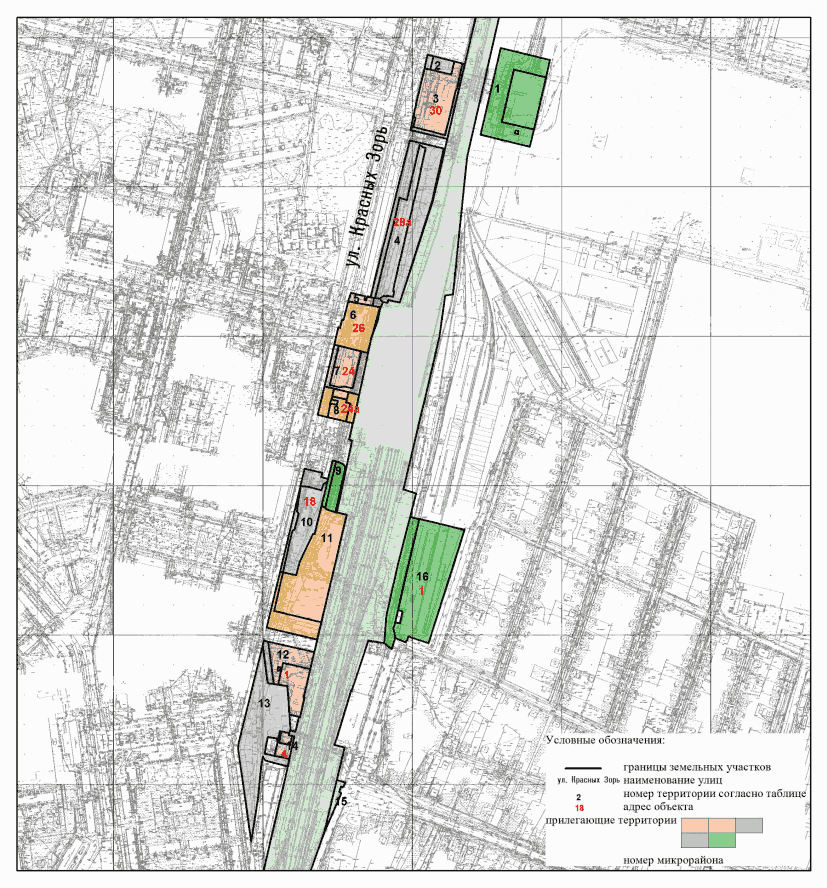 2
1
3
30
а
ул. Красных Зорь
28а
4
5
6
26
7
24
8
24а
9
18
10
11
16
1
12
1
13
14
4
15
Условные обозначения:
границы земельных участков
ул. Красных Зорь наименование улиц
2 номер территории согласно таблице
18 адрес объекта
прилегающие территории
номер микрорайона